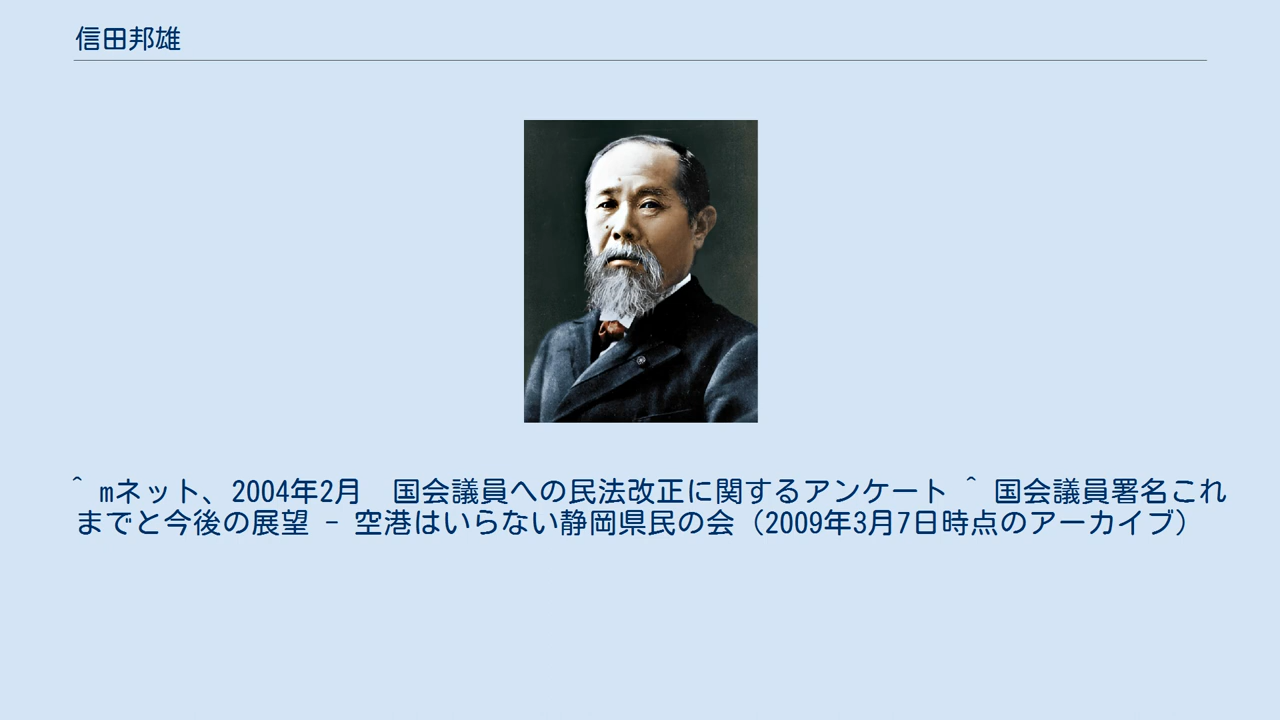 信田邦雄
^ mネット、2004年2月　国会議員への民法改正に関するアンケート ^ 国会議員署名これ
までと今後の展望 - 空港はいらない静岡県民の会（2009年3月7日時点のアーカイブ）